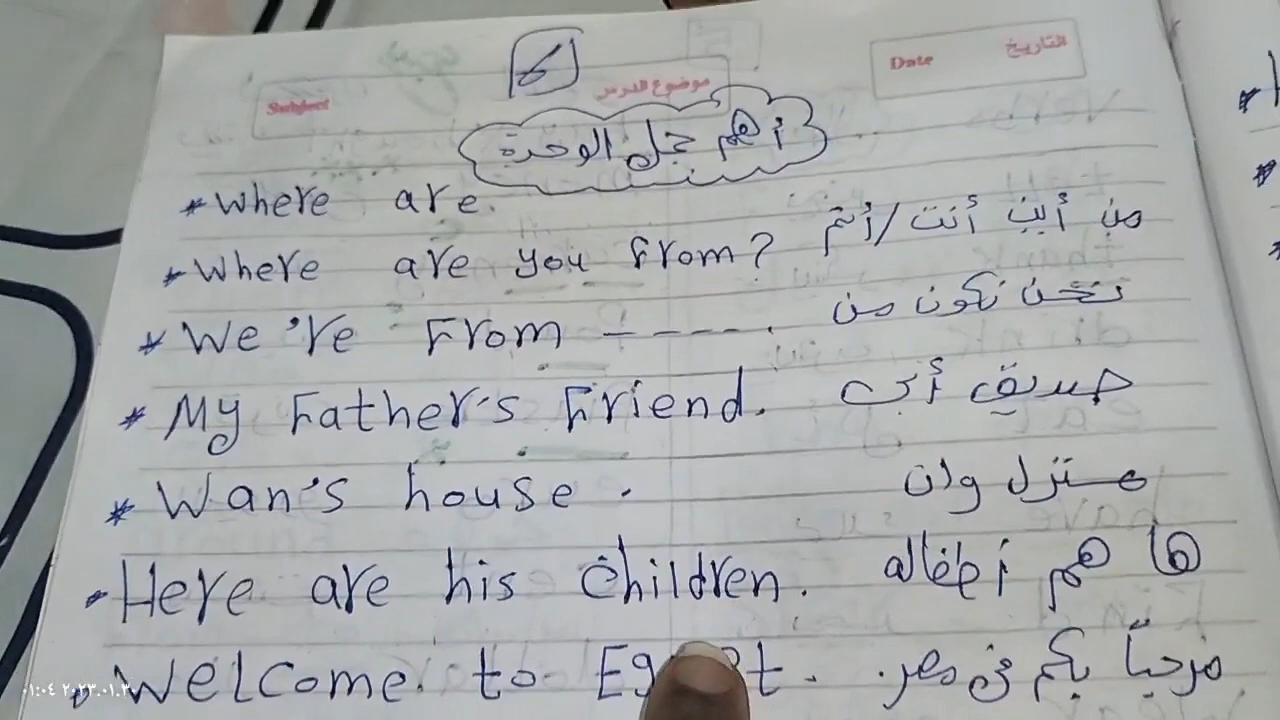 Subject موضوع الدرس Date التاريخ
أهم جمل الوحدة
* Where are.
* Where are you from? من أين أنت / أنتم
* We're From -----. نحن نكون من
* My Father's Friend. صديق أبى
* Wan's house. منزل وان
- Here are his children. ها هم أطفاله
* Welcome to Eg t. مرحباً بكم فى مصر.